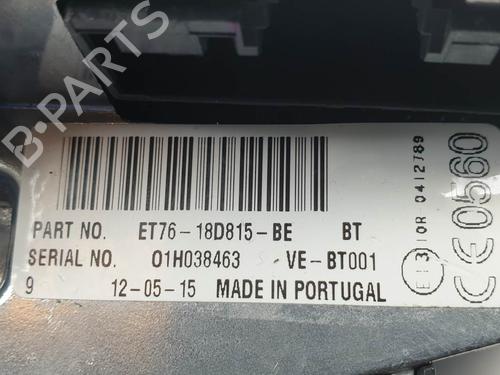 PART NO. ET76-18D815-BE BT
SERIAL NO. 01H038463 VE-BT001
9 12-05-15 MADE IN PORTUGAL
E13 10R 0412789
CE0560
B-PARTS